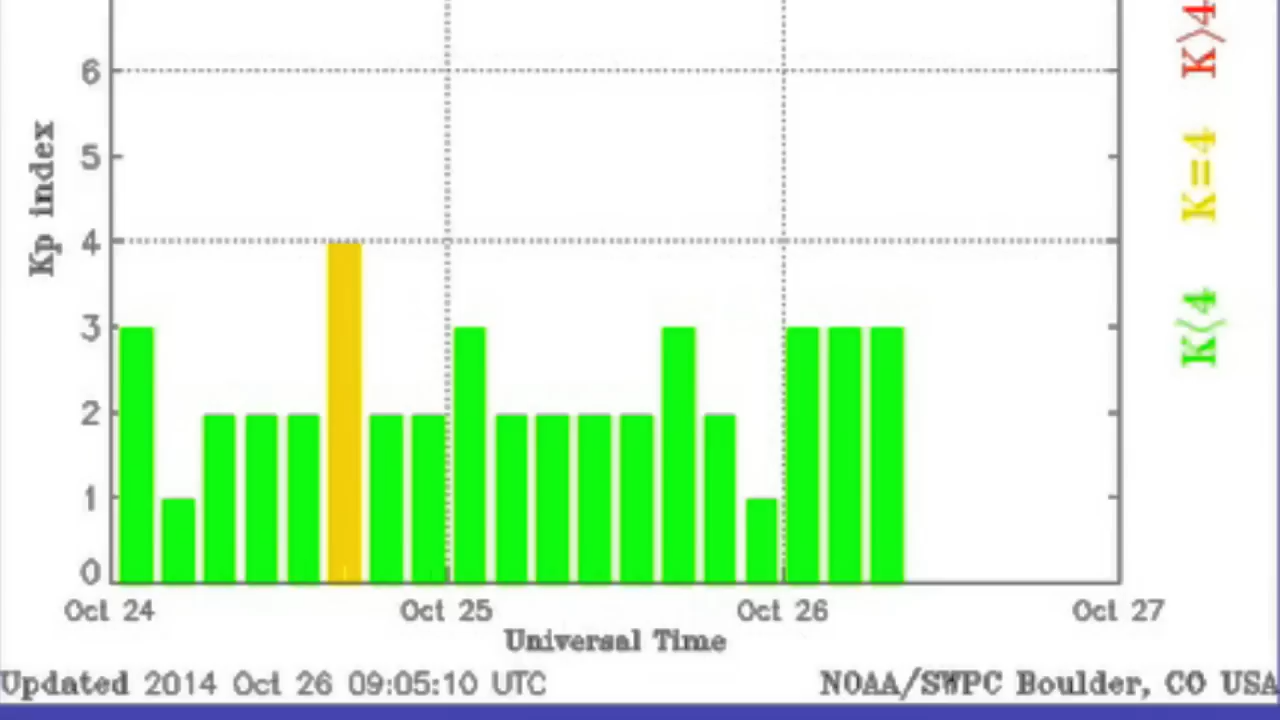 6
5
4
3
2
1
0
Kp index
K>4
K=4
K<4
Oct 24 Oct 25 Oct 26 Oct 27
Universal Time
Updated 2014 Oct 26 09:05:10 UTC NOAA/SWPC Boulder, CO USA